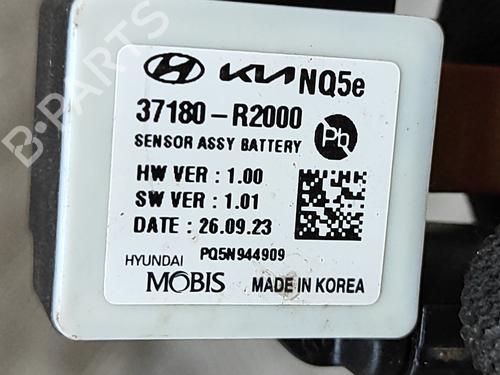 KIA NQ5e
37180-R2000
SENSOR ASSY BATTERY
Pb
HW VER : 1.00
SW VER : 1.01
DATE : 26.09.23
PQ5N944909
HYUNDAI
MOBIS MADE IN KOREA
B-PARTS